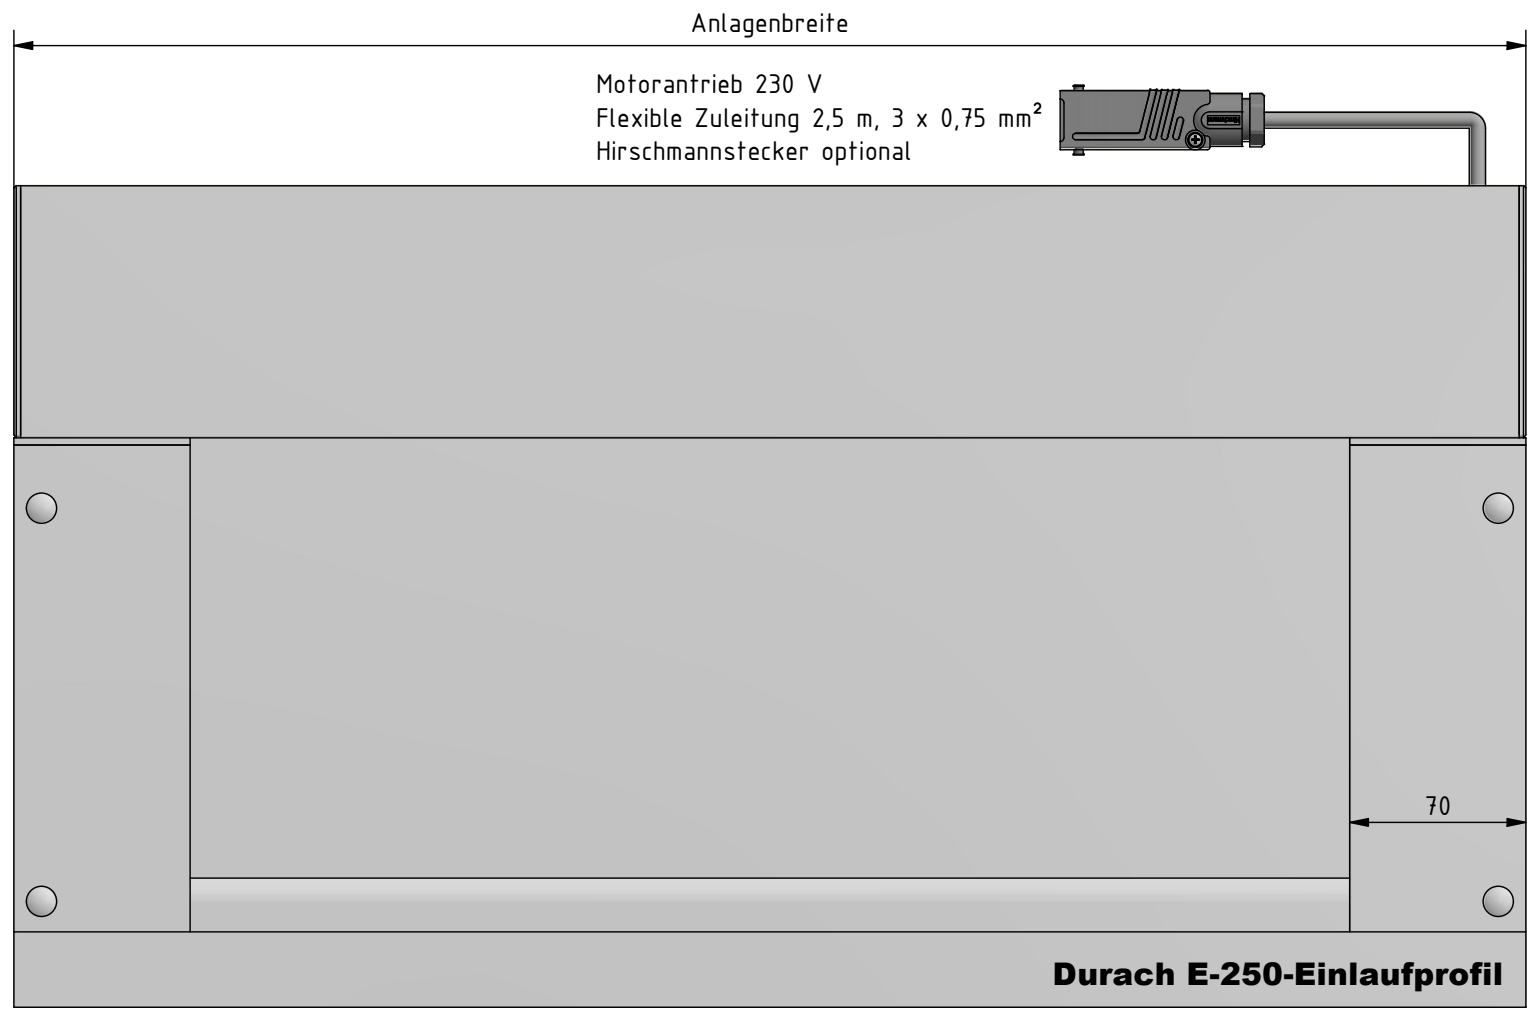 Anlagenbreite
Motorantrieb 230 V
Flexible Zuleitung 2,5 m, 3 x 0,75 mm²
Hirschmannstecker optional
70
Durach E-250-Einlaufprofil